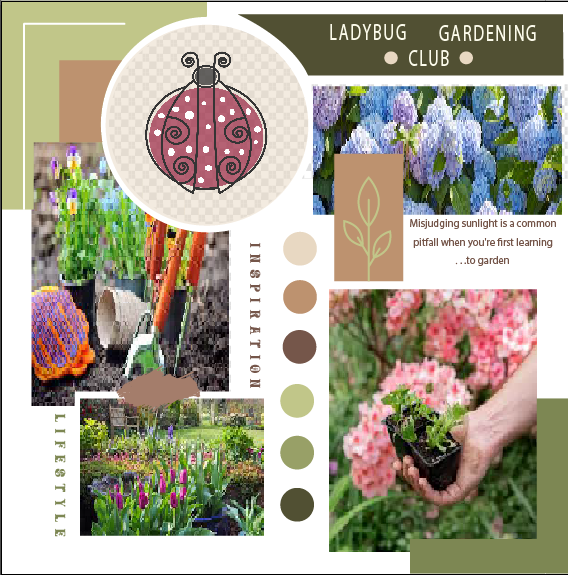 LADYBUG GARDENING
CLUB
Misjudging sunlight is a common
pitfall when you're first learning
. . .to garden
INSPIRATION
LIFESTYLE